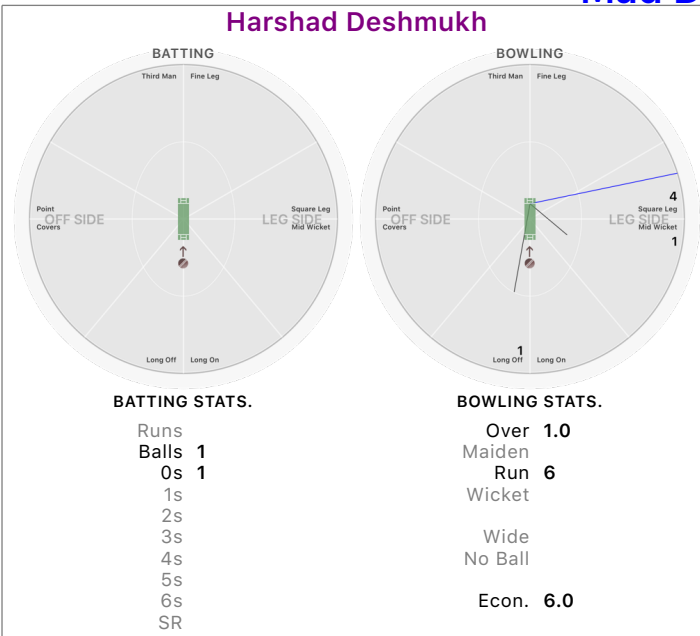 Harshad Deshmukh
BATTING
Third Man Fine Leg
Point
Covers
OFF SIDE
Square Leg
Mid Wicket
LEG SIDE
Long Off Long On
BOWLING
Third Man Fine Leg
4
Point
Covers
OFF SIDE
Square Leg
Mid Wicket
LEG SIDE
1
1
Long Off Long On
BATTING STATS.
Runs
Balls 1
0s 1
1s
2s
3s
4s
5s
6s
SR
BOWLING STATS.
Over 1.0
Maiden
Run 6
Wicket
Wide
No Ball
Econ. 6.0